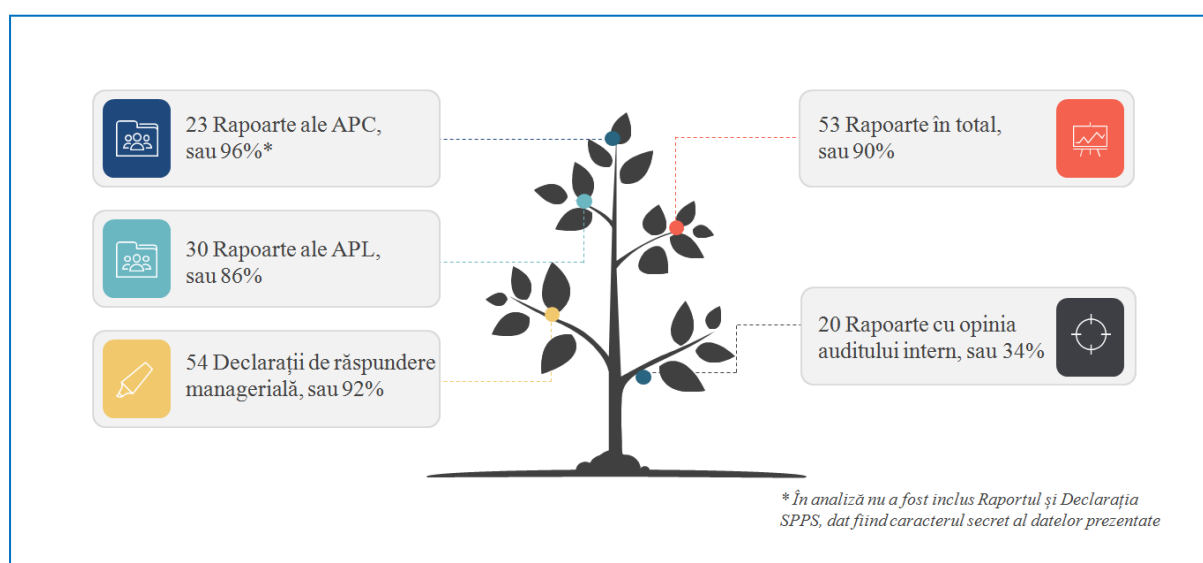 23 Rapoarte ale APC,
sau 96%*
30 Rapoarte ale APL,
sau 86%
54 Declarații de răspundere
managerială, sau 92%
53 Rapoarte în total,
sau 90%
20 Rapoarte cu opinia
auditului intern, sau 34%
* În analiză nu a fost inclus Raportul și Declarația
SPPS, dat fiind caracterul secret al datelor prezentate